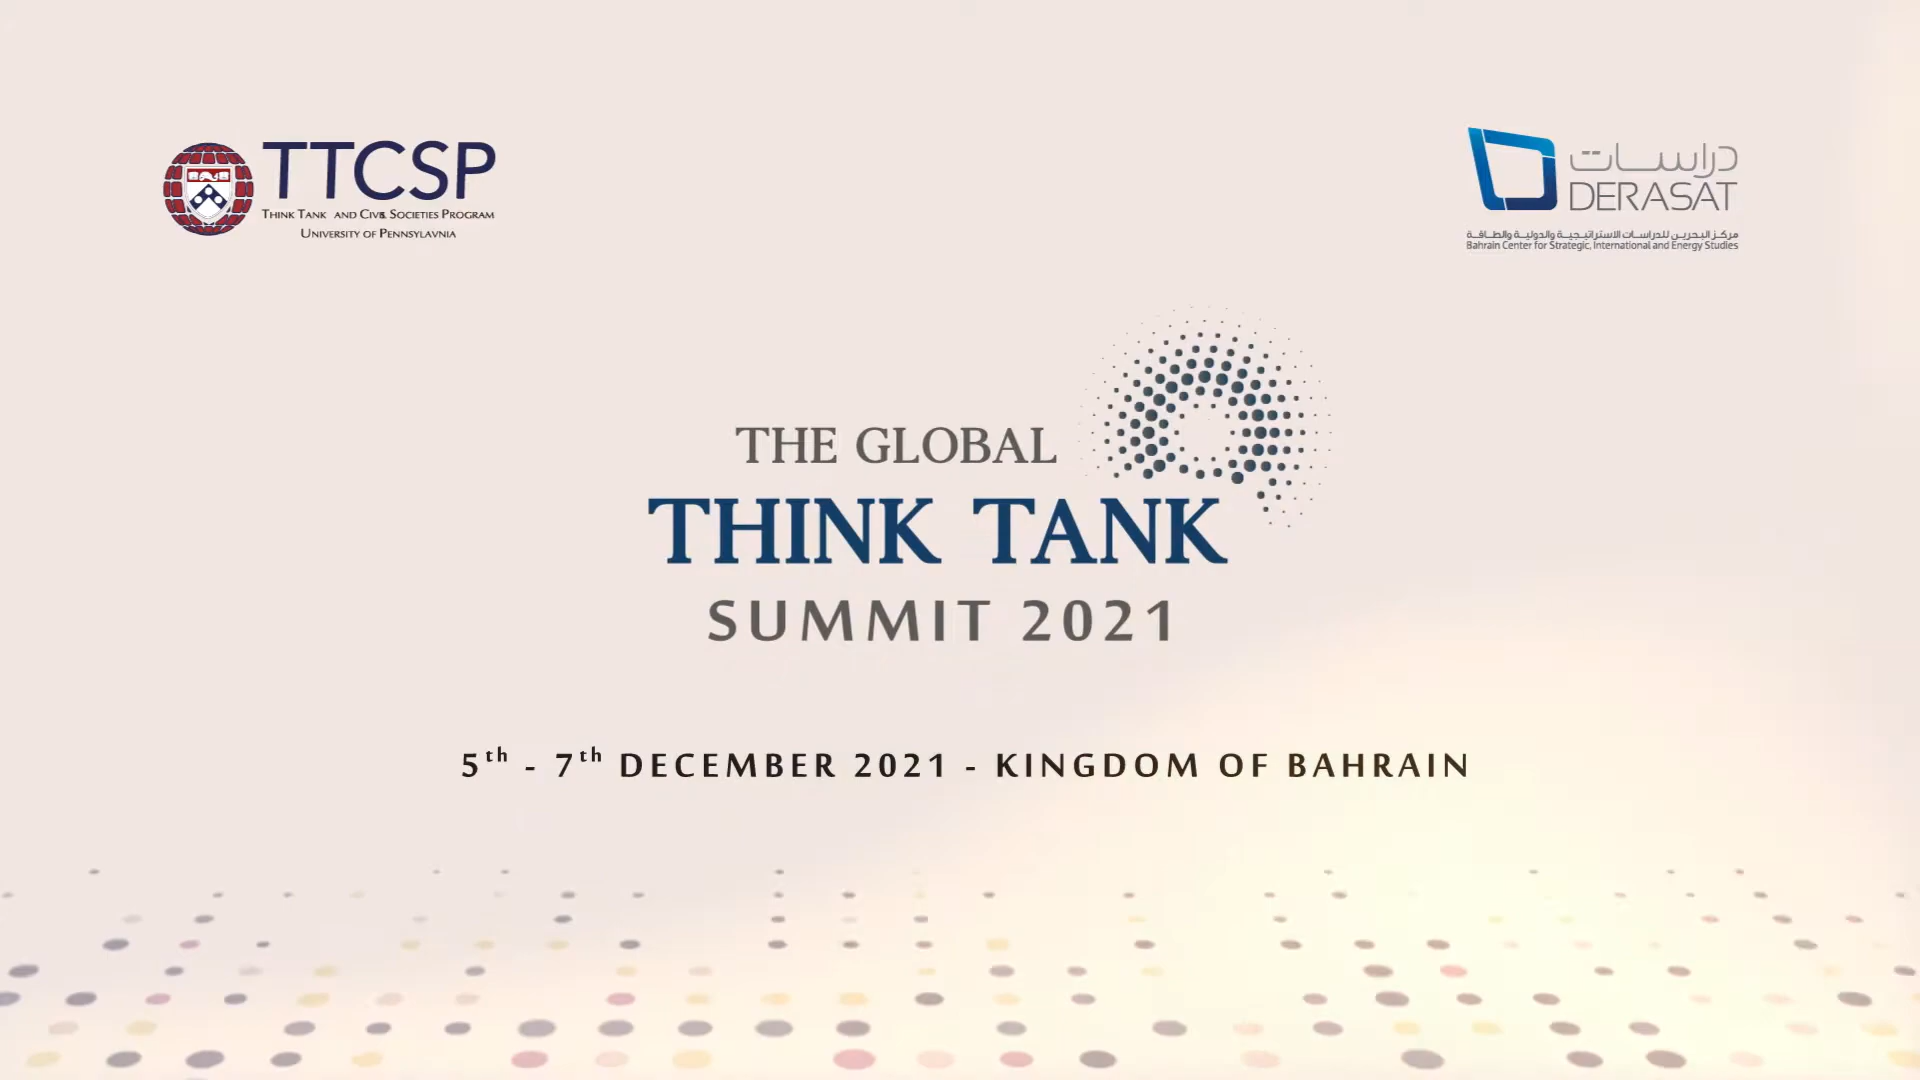 TTCSP
THINK TANK AND CIVIL SOCIETIES PROGRAM
UNIVERSITY OF PENNSYLAVNIA
دراسات
DERASAT
مركز البحرين للدراسات الاستراتيجية والدولية والطاقة
Bahrain Center for Strategic, International and Energy Studies
THE GLOBAL
THINK TANK
SUMMIT 2021
5th - 7th DECEMBER 2021 - KINGDOM OF BAHRAIN